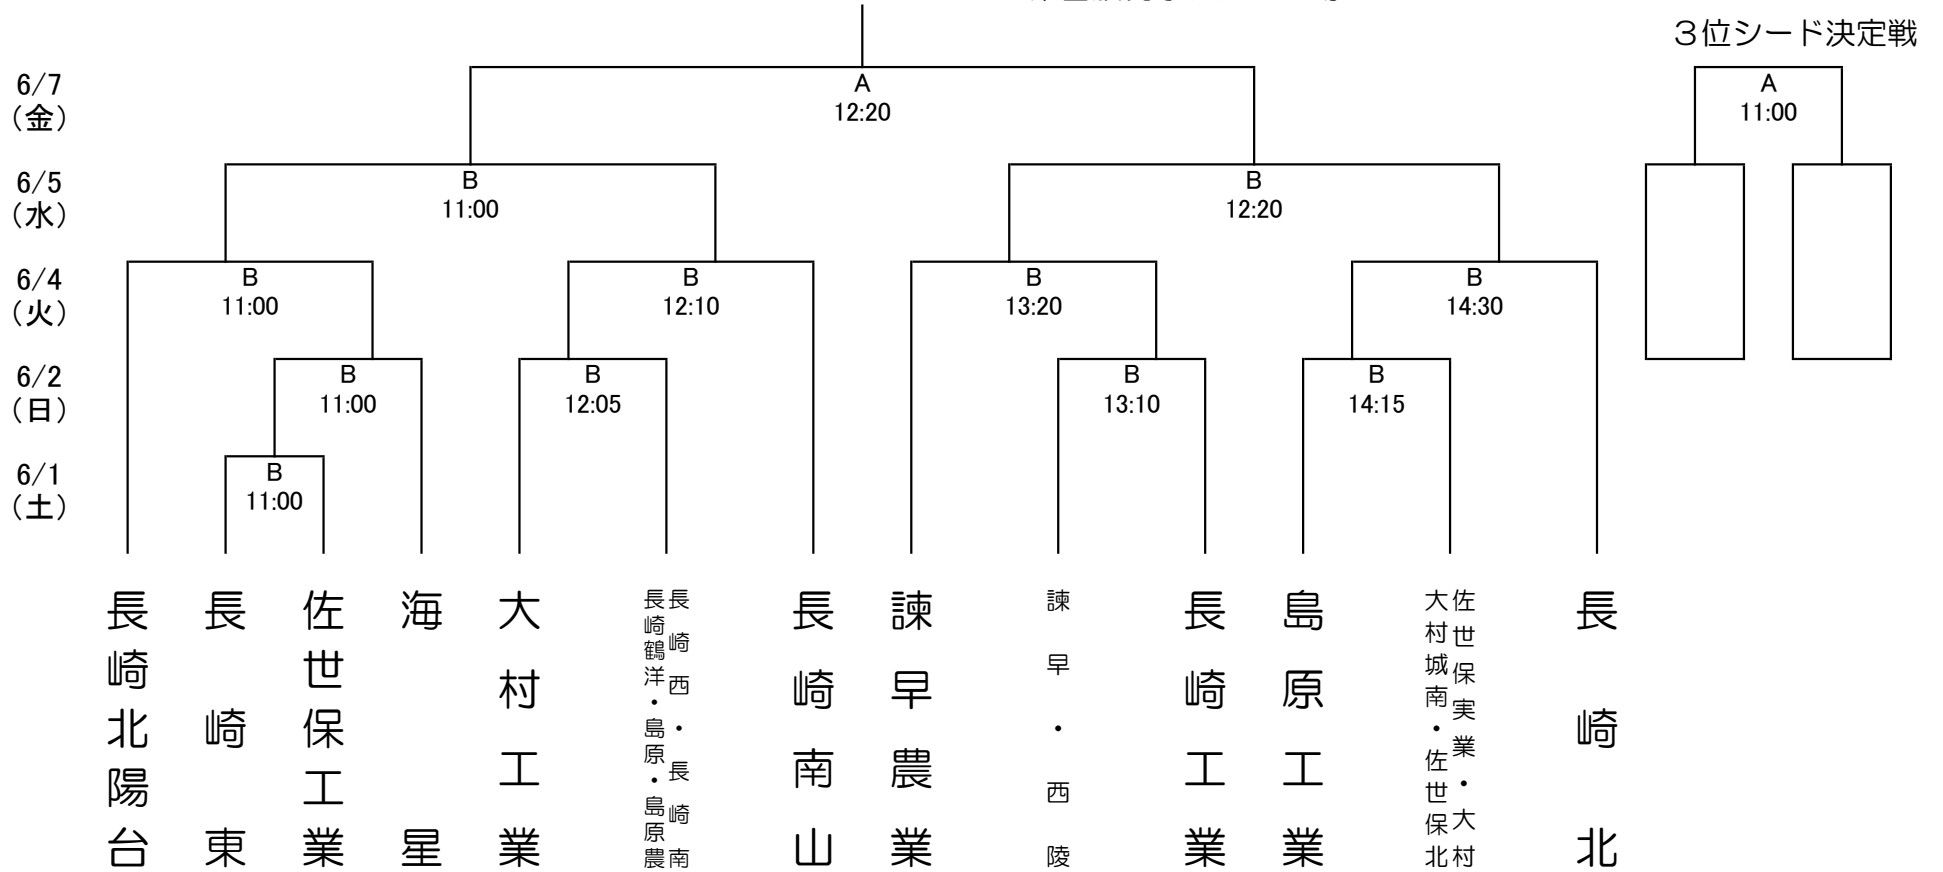 3位シード決定戦
6/7
（金）
A
12:20
A
11:00
6/5
（水）
B
11:00
B
12:20
6/4
（火）
B
11:00
B
12:10
B
13:20
B
14:30
6/2
（日）
B
11:00
B
12:05
B
13:10
B
14:15
6/1
（土）
B
11:00
長崎北陽台
長崎東
佐世保工業
海星
大村工業
長崎西・長崎南
長崎鶴洋・島原・島原農
長崎南山
諫早農業
諫早・西陵
長崎工業
島原工業
佐世保実業・大村
大村城南・佐世保北
長崎北